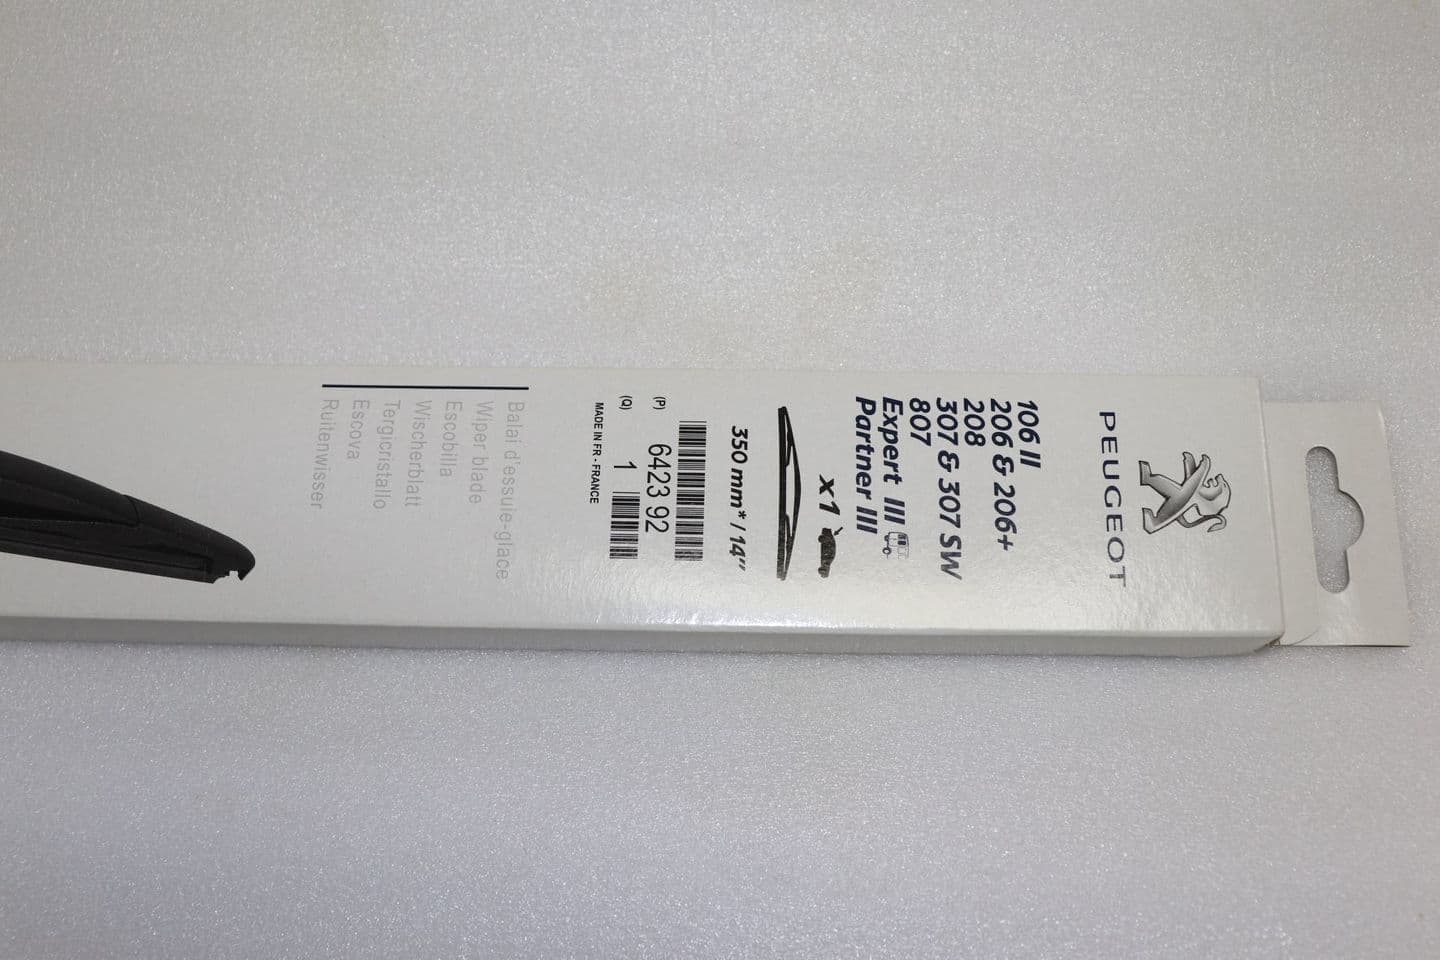 PEUGEOT
106 II
206 & 206+
208
307 & 307 SW
807
Expert III
Partner III
x 1
350 mm* / 14"
(P) 6423 92
(Q) 1
MADE IN FR - FRANCE
Balai d'essuie-glace
Wiper blade
Escobilla
Wischerblatt
Tergicristallo
Escova
Ruitenwisser